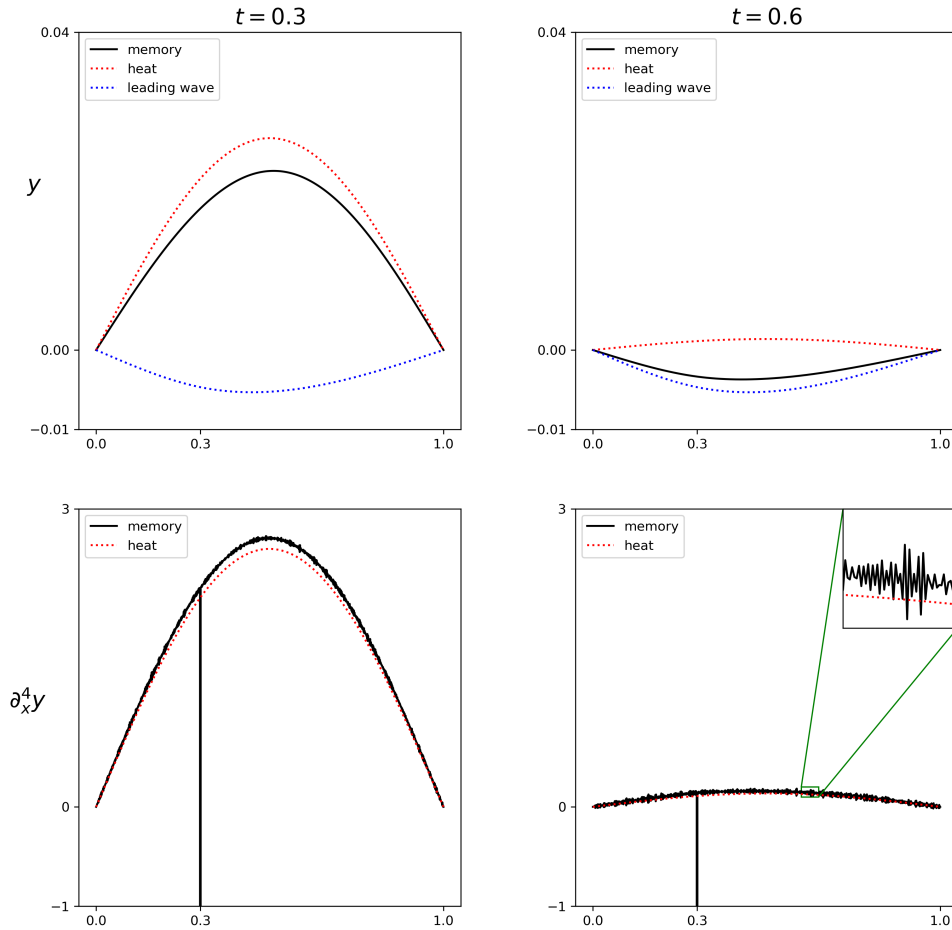 t = 0.3
0.04
memory
heat
leading wave
y
0.00
−0.01
0.0
0.3
1.0
t = 0.6
0.04
memory
heat
leading wave
0.00
−0.01
0.0
0.3
1.0
3
memory
heat
∂⁴ₓy
0
−1
0.0
0.3
1.0
3
memory
heat
0
−1
0.0
0.3
1.0